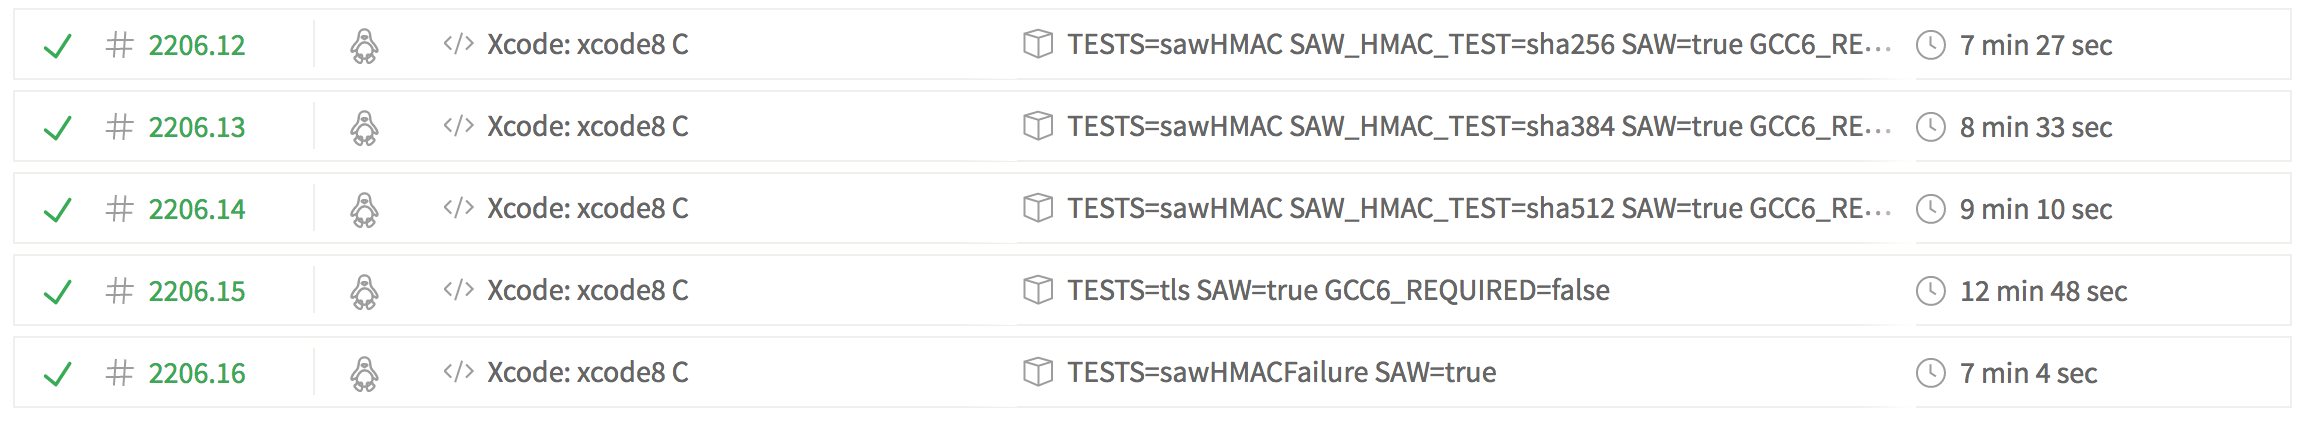 # 2206.12 </> Xcode: xcode8 C TESTS=sawHMAC SAW_HMAC_TEST=sha256 SAW=true GCC6_RE... 7 min 27 sec
# 2206.13 </> Xcode: xcode8 C TESTS=sawHMAC SAW_HMAC_TEST=sha384 SAW=true GCC6_RE... 8 min 33 sec
# 2206.14 </> Xcode: xcode8 C TESTS=sawHMAC SAW_HMAC_TEST=sha512 SAW=true GCC6_RE... 9 min 10 sec
# 2206.15 </> Xcode: xcode8 C TESTS=tls SAW=true GCC6_REQUIRED=false 12 min 48 sec
# 2206.16 </> Xcode: xcode8 C TESTS=sawHMACFailure SAW=true 7 min 4 sec